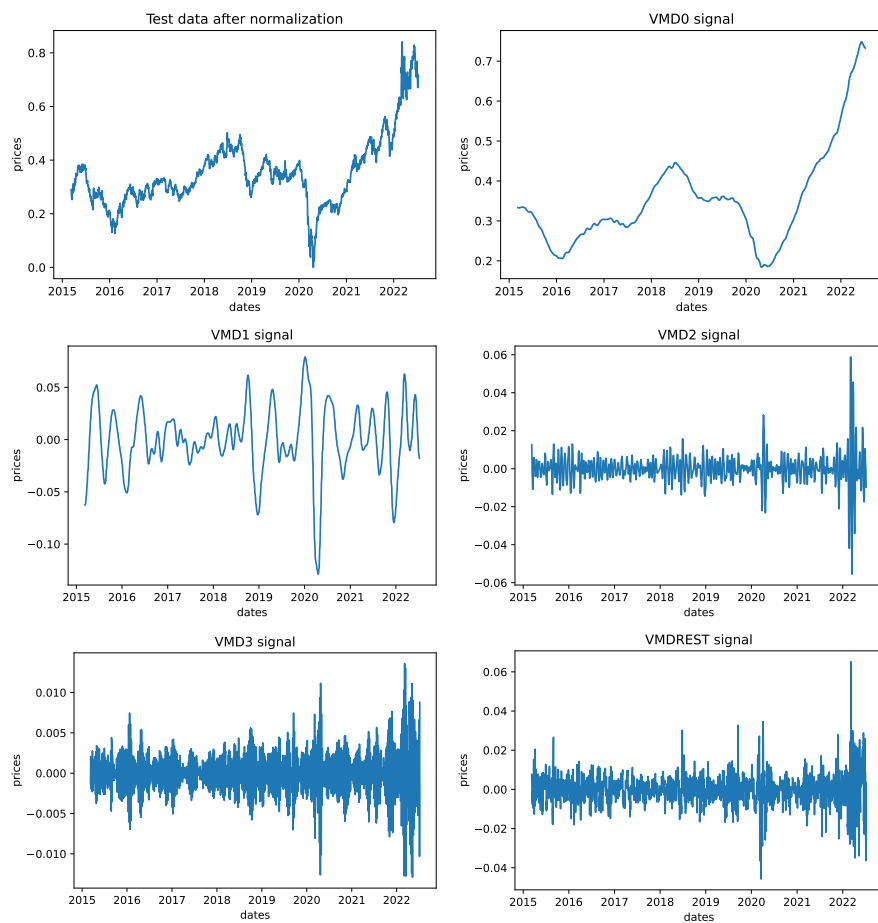 Test data after normalization
prices
0.8
0.6
0.4
0.2
0.0
2015 2016 2017 2018 2019 2020 2021 2022
dates
VMD0 signal
prices
0.7
0.6
0.5
0.4
0.3
0.2
2015 2016 2017 2018 2019 2020 2021 2022
dates
VMD1 signal
prices
0.05
0.00
−0.05
−0.10
2015 2016 2017 2018 2019 2020 2021 2022
dates
VMD2 signal
prices
0.06
0.04
0.02
0.00
−0.02
−0.04
−0.06
2015 2016 2017 2018 2019 2020 2021 2022
dates
VMD3 signal
prices
0.010
0.005
0.000
−0.005
−0.010
2015 2016 2017 2018 2019 2020 2021 2022
dates
VMDREST signal
prices
0.06
0.04
0.02
0.00
−0.02
−0.04
2015 2016 2017 2018 2019 2020 2021 2022
dates